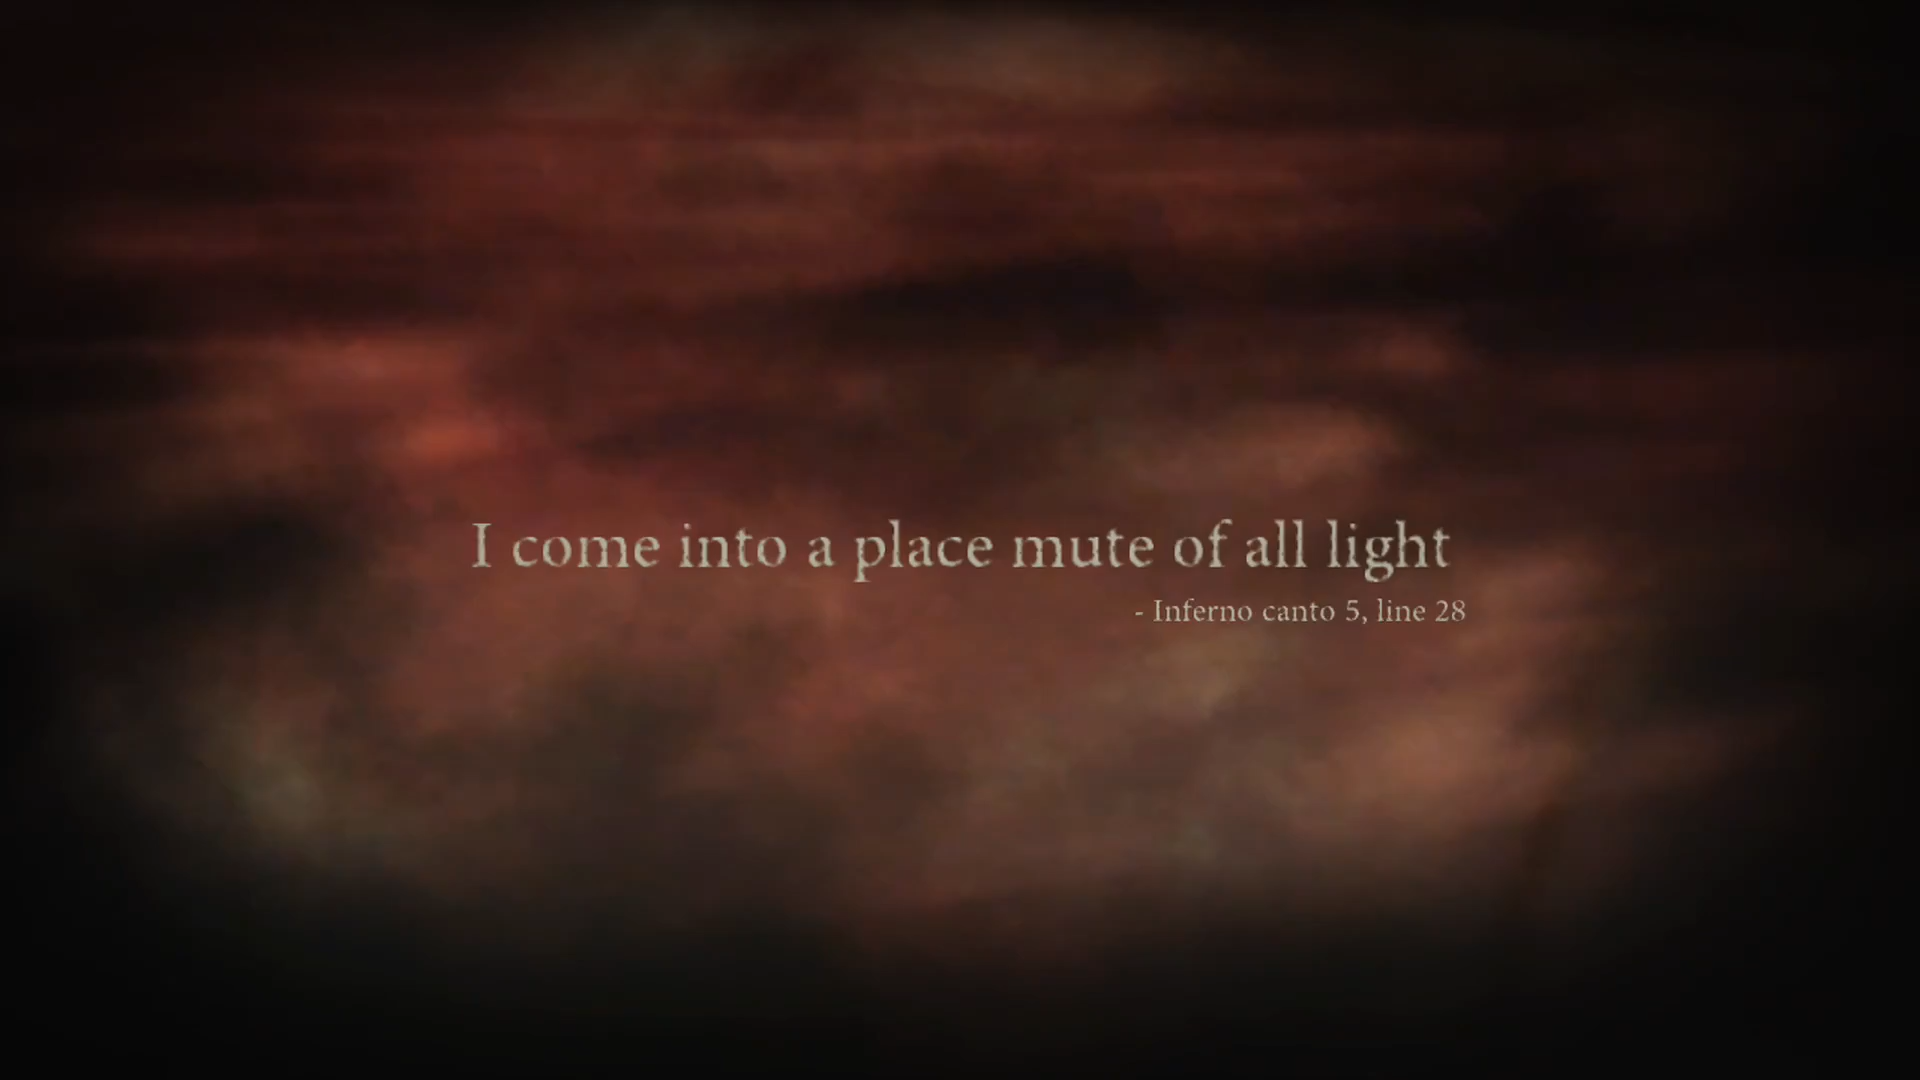 I come into a place mute of all light
- Inferno canto 5, line 28